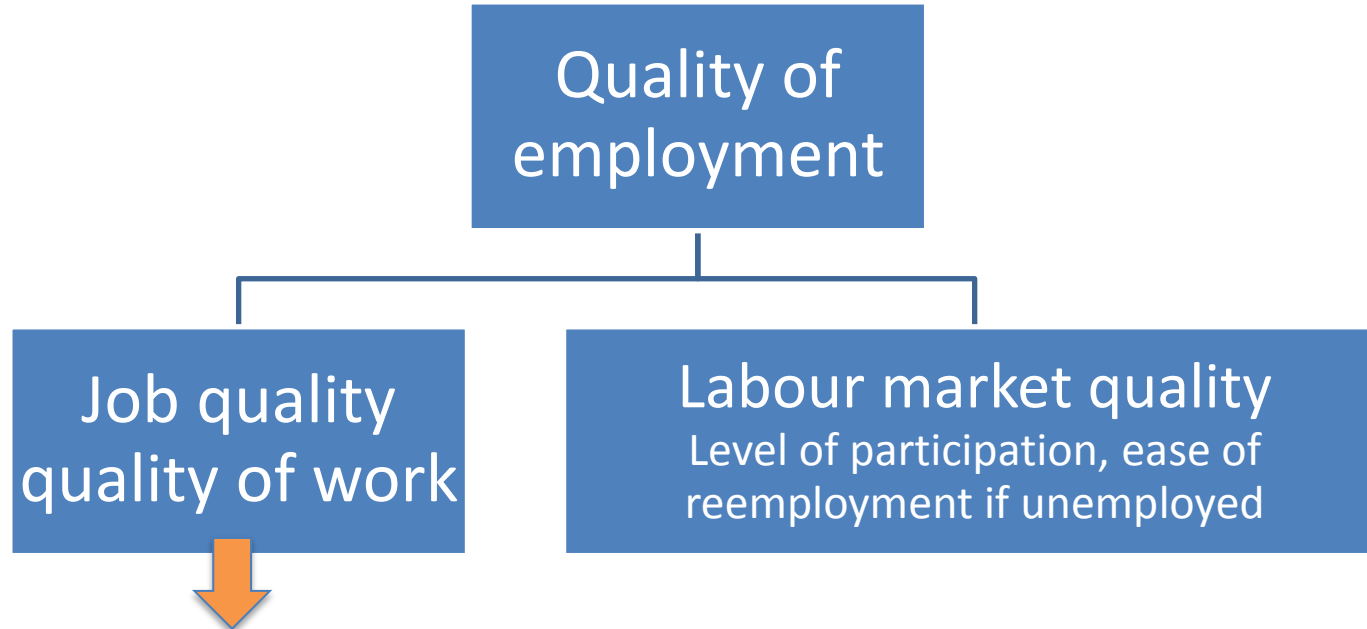 Quality of
employment
Job quality
quality of work
Labour market quality
Level of participation, ease of
reemployment if unemployed